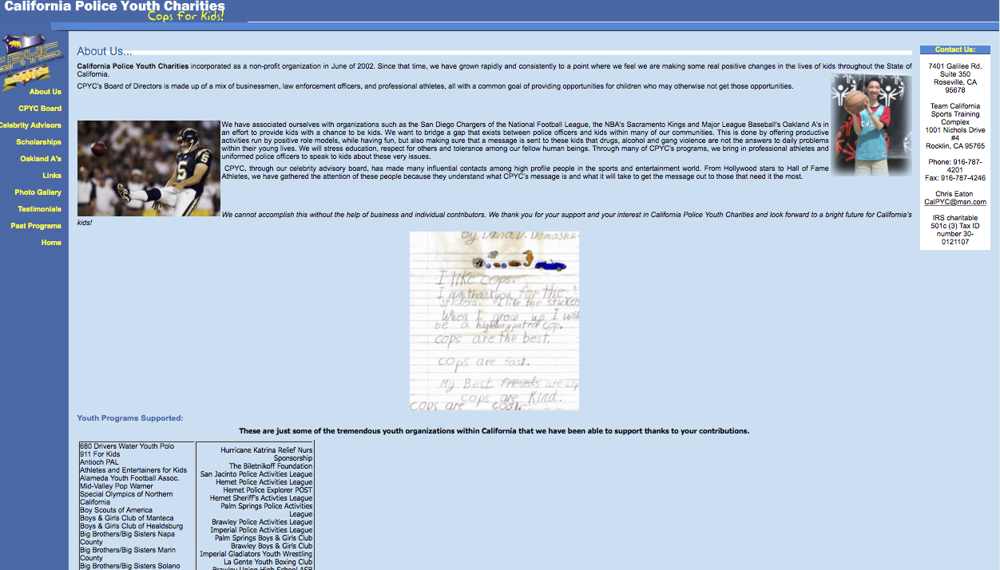 California Police Youth Charities
Cops For Kids!
About Us...
California Police Youth Charities incorporated as a non-profit organization in June of 2002. Since that time, we have grown rapidly and consistently to a point where we feel we are making some real positive changes in the lives of kids throughout the State of
California.
CPYC's Board of Directors is made up of a mix of businessmen, law enforcement officers, and professional athletes, all with a common goal of providing opportunities for children who may otherwise not get those opportunities.
We have associated ourselves with organizations such as the San Diego Chargers of the National Football League, the NBA's Sacramento Kings and Major League Baseball's Oakland A's in
an effort to provide kids with a chance to be kids. We want to bridge a gap that exists between police officers and kids within many of our communities. This is done by offering productive
activities run by positive role models, while having fun, but also making sure that a message is sent to these kids that drugs, alcohol and gang violence are not the answers to daily problems
within their young lives. We will stress education, respect for others and tolerance among our fellow human beings. Through many of CPYC's programs, we bring in professional athletes and
uniformed police officers to speak to kids about these very issues.
CPYC, through our celebrity advisory board, has made many influential contacts among high profile people in the sports and entertainment world. From Hollywood stars to Hall of Fame
Athletes, we have gathered the attention of these people because they understand what CPYC's message is and what it will take to get the message out to those that need it the most.
We cannot accomplish this without the help of business and individual contributors. We thank you for your support and your interest in California Police Youth Charities and look forward to a bright future for California's
kids!
CPYC
About Us
CPYC Board
Celebrity Advisors
Scholarships
Oakland A's
Links
Photo Gallery
Testimonials
Past Programs
Home
5
Contact Us:
7401 Galilee Rd.
Suite 350
Roseville, CA
95678
Team California
Sports Training
Complex
1001 Nichols Drive
#4
Rocklin, CA 95765
Phone: 916-787-
4201
Fax: 916-787-4246
Chris Eaton
CalPYC@msn.com
IRS charitable
501c (3) Tax ID
number 30-
0121107
by David D.
I like cops.
I am thankyou for the
stickers. I like the sticker
When I grow up I will
be a highway patrol cop.
cops are the best.
cops are fast.
My Best frieeds are cop
cops are kind.
cops are cool.
Youth Programs Supported:
These are just some of the tremendous youth organizations within California that we have been able to support thanks to your contributions.
680 Drivers Water Youth Polo
911 For Kids
Antioch PAL
Athletes and Entertainers for Kids
Alameda Youth Football Assoc.
Mid-Valley Pop Warner
Special Olympics of Northern
California
Boy Scouts of America
Boys & Girls Club of Manteca
Boys & Girls Club of Healdsburg
Big Brothers/Big Sisters Napa
County
Big Brothers/Big Sisters Marin
County
Big Brothers/Big Sisters Solano
Hurricane Katrina Relief Nurs
Sponsorship
The Biletnikoff Foundation
San Jacinto Police Activities League
Hemet Police Activities League
Hemet Police Explorer POST
Hemet Sheriff's Activties League
Palm Springs Police Activities
League
Brawley Police Activities League
Imperial Police Activities League
Palm Springs Boys & Girls Club
Brawley Boys & Girls Club
Imperial Gladiators Youth Wrestling
La Gente Youth Boxing Club
Brawley Union High School ASB